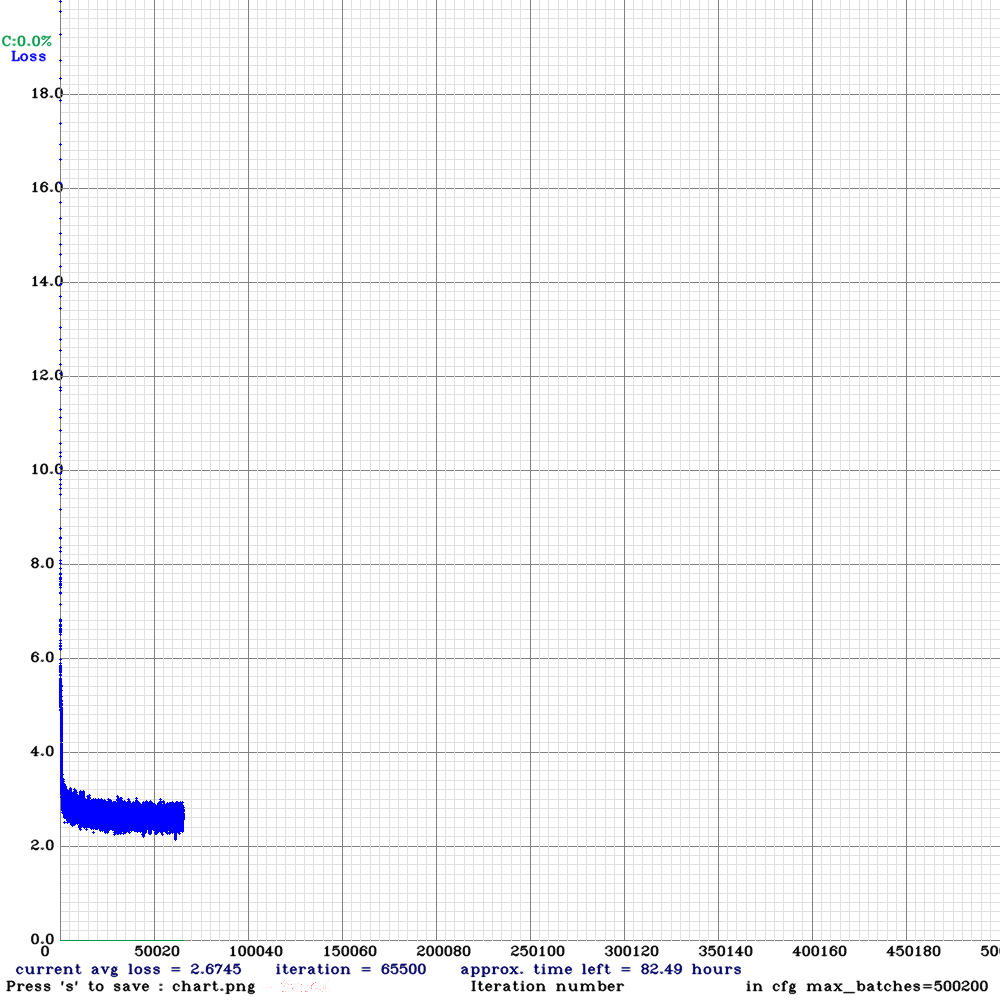 C:0.0%
Loss
18.0
16.0
14.0
12.0
10.0
8.0
6.0
4.0
2.0
0.0
0 50020 100040 150060 200080 250100 300120 350140 400160 450180 500
current avg loss = 2.6745 iteration = 65500 approx. time left = 82.49 hours
Press 's' to save : chart.png - Iteration number in cfg max_batches=500200